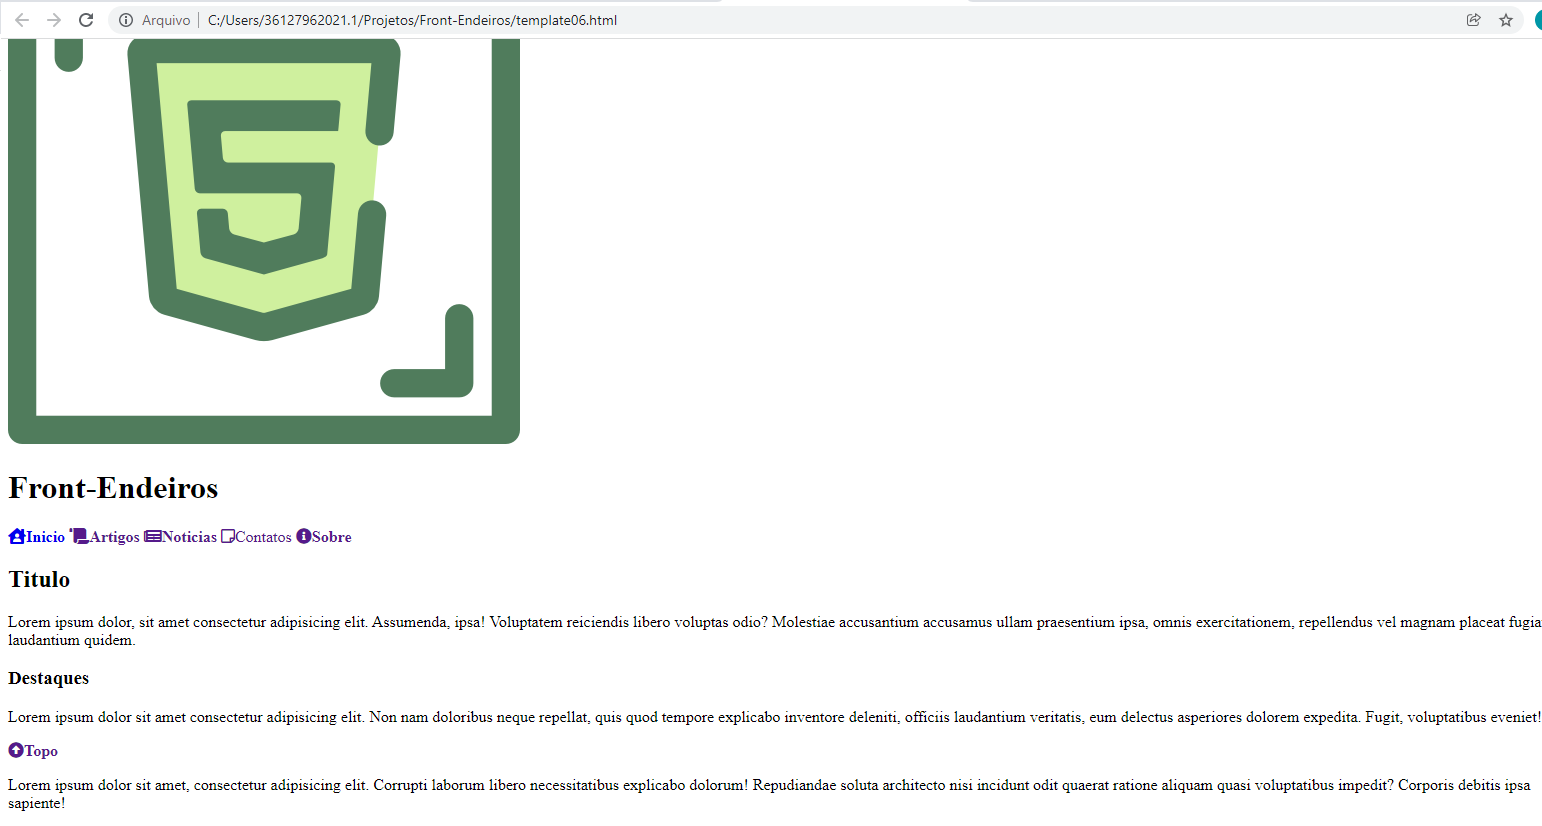 Arquivo | C:/Users/36127962021.1/Projetos/Front-Endeiros/template06.html
5
Front-Endeiros
Inicio Artigos Noticias Contatos Sobre
Titulo
Lorem ipsum dolor, sit amet consectetur adipisicing elit. Assumenda, ipsa! Voluptatem reiciendis libero voluptas odio? Molestiae accusantium accusamus ullam praesentium ipsa, omnis exercitationem, repellendus vel magnam placeat fugia
laudantium quidem.
Destaques
Lorem ipsum dolor sit amet consectetur adipisicing elit. Non nam doloribus neque repellat, quis quod tempore explicabo inventore deleniti, officiis laudantium veritatis, eum delectus asperiores dolorem expedita. Fugit, voluptatibus eveniet!
Topo
Lorem ipsum dolor sit amet, consectetur adipisicing elit. Corrupti laborum libero necessitatibus explicabo dolorum! Repudiandae soluta architecto nisi incidunt odit quaerat ratione aliquam quasi voluptatibus impedit? Corporis debitis ipsa
sapiente!